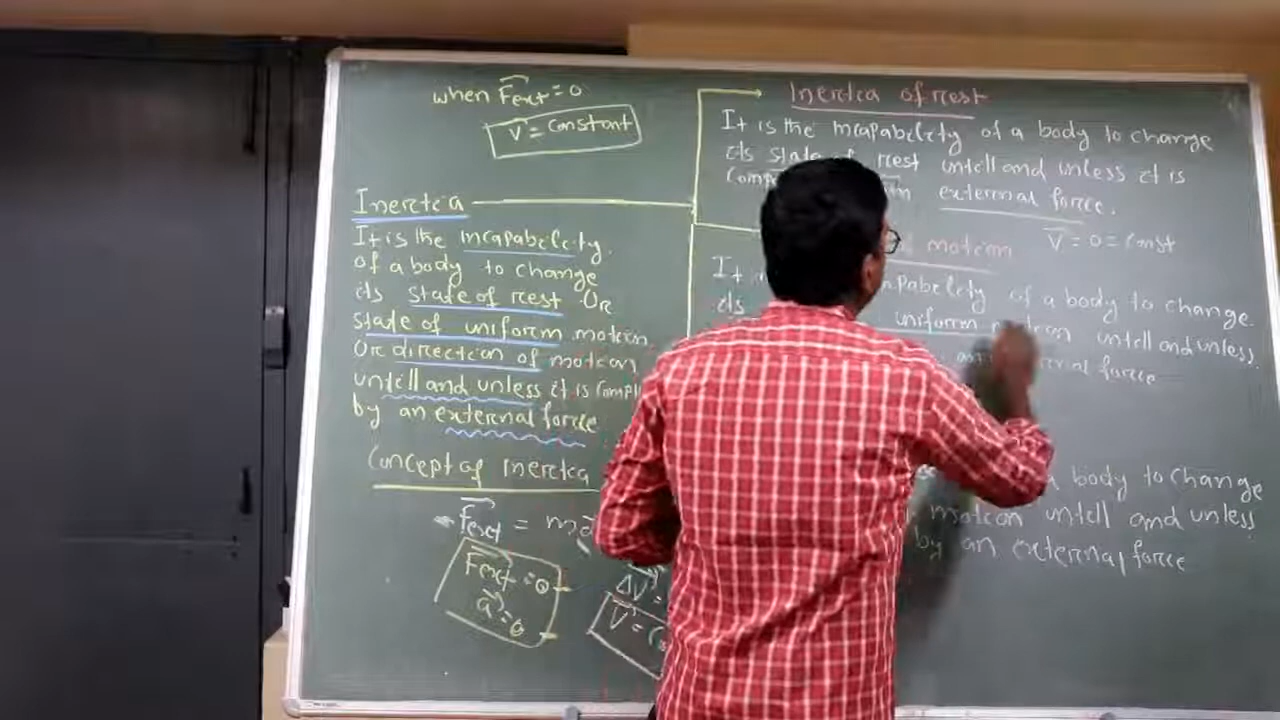 when Fext = 0
V = constant
Inertia
It is the incapability
of a body to change
its state of rest or
state of uniform motion
or direction of motion
untill and unless it is
by an external force
Concept of inertia
Fext = ma
Fext = 0
a = 0
ΔV =
V =
Inertia of rest
It is the incapability of a body to change
its state of rest untill and unless it is
external force.
V = 0 = const
motion
It of a body to change
its uniform motion untill and unless
force
a body to change
motion untill and unless
by an external force